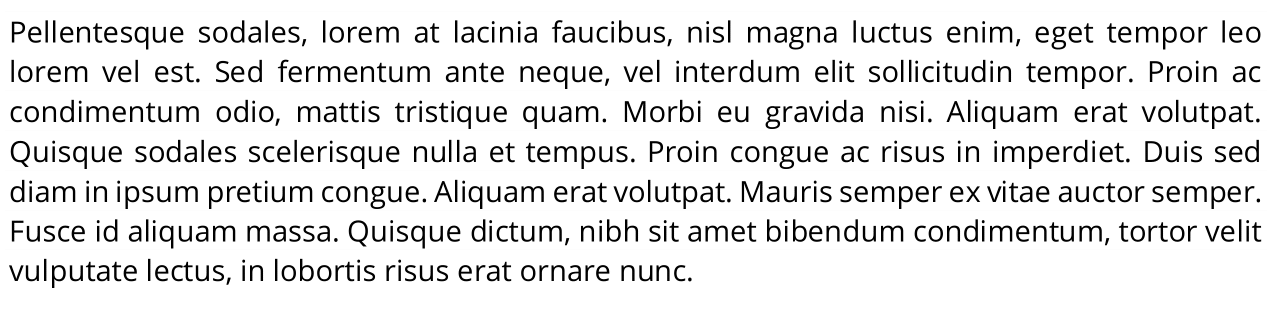 Pellentesque sodales, lorem at lacinia faucibus, nisl magna luctus enim, eget tempor leo
lorem vel est. Sed fermentum ante neque, vel interdum elit sollicitudin tempor. Proin ac
condimentum odio, mattis tristique quam. Morbi eu gravida nisi. Aliquam erat volutpat.
Quisque sodales scelerisque nulla et tempus. Proin congue ac risus in imperdiet. Duis sed
diam in ipsum pretium congue. Aliquam erat volutpat. Mauris semper ex vitae auctor semper.
Fusce id aliquam massa. Quisque dictum, nibh sit amet bibendum condimentum, tortor velit
vulputate lectus, in lobortis risus erat ornare nunc.